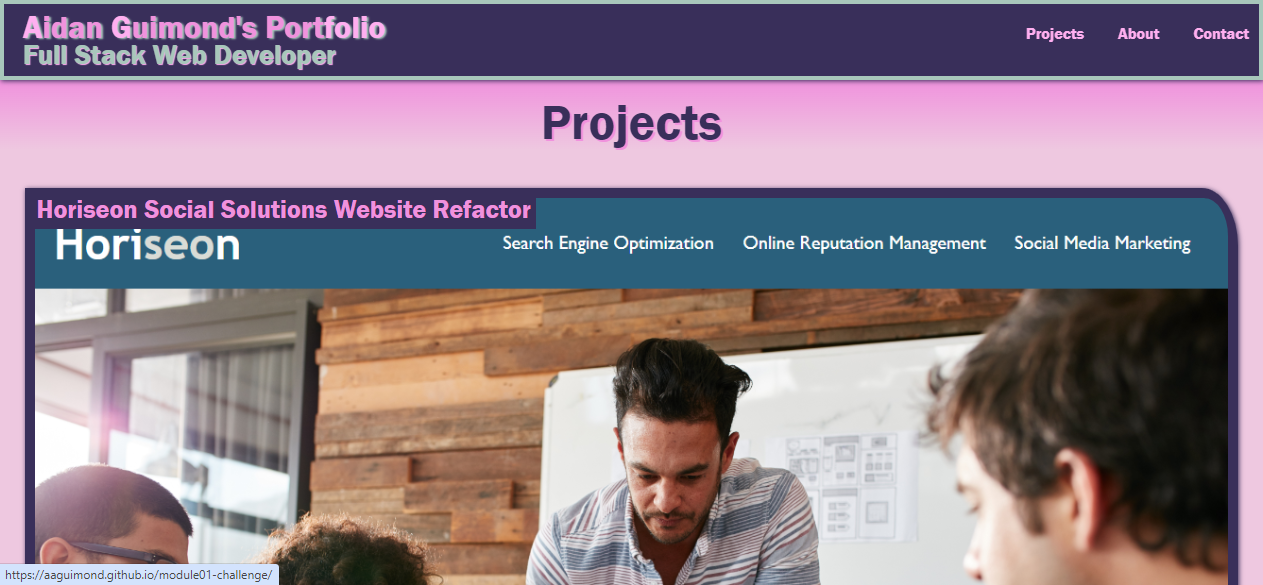 Aidan Guimond's Portfolio
Full Stack Web Developer
Projects About Contact
Projects
Horiseon Social Solutions Website Refactor
Horiseon
Search Engine Optimization Online Reputation Management Social Media Marketing
https://aaguimond.github.io/module01-challenge/